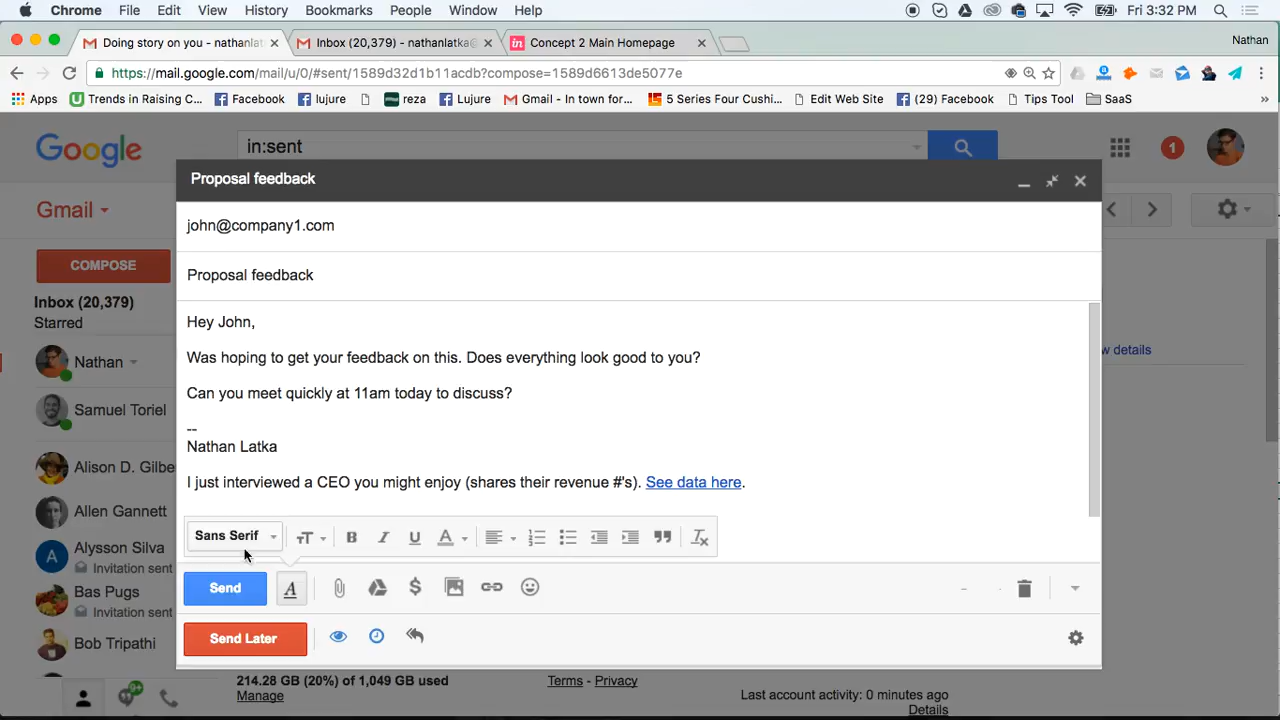 Chrome File Edit View History Bookmarks People Window Help Fri 3:32 PM
Doing story on you - nathanlat Inbox (20,379) - nathanlatka@ in Concept 2 Main Homepage Nathan
https://mail.google.com/mail/u/0/#sent/1589d32d1b11acdb?compose=1589d6613de5077e
Apps Trends in Raising C... Facebook lujure reza Lujure Gmail - In town for... 5 Series Four Cushi... Edit Web Site (29) Facebook Tips Tool SaaS »
Google in:sent 1
Proposal feedback
Gmail
john@company1.com
COMPOSE
Proposal feedback
Inbox (20,379)
Starred
Hey John,
w details
Nathan
Was hoping to get your feedback on this. Does everything look good to you?
Can you meet quickly at 11am today to discuss?
Samuel Toriel
--
Nathan Latka
Alison D. Gilbe
I just interviewed a CEO you might enjoy (shares their revenue #'s). See data here.
Allen Gannett
Sans Serif TT B I U A
Alysson Silva
A
Invitation sent
Send A $
Bas Pugs
Invitation sent
Send Later
Bob Tripathi
214.28 GB (20%) of 1,049 GB used
Manage
Terms - Privacy
Last account activity: 0 minutes ago
Details